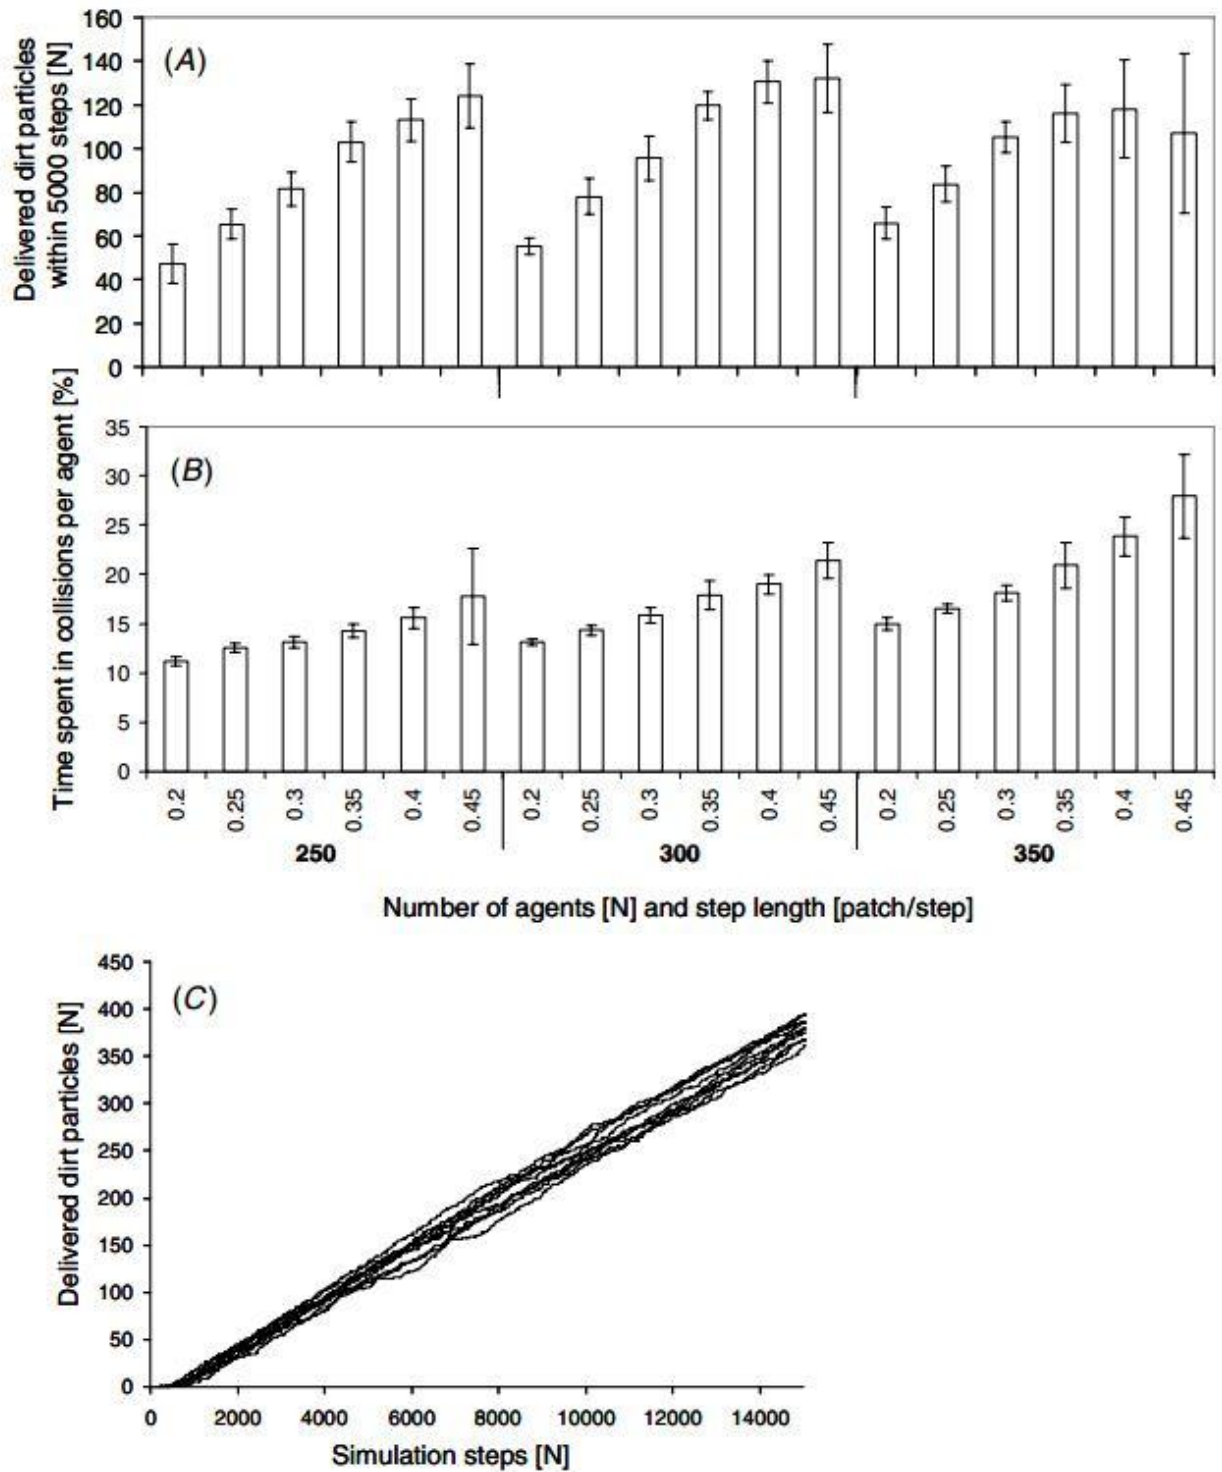 Delivered dirt particles
within 5000 steps [N]
160
140
120
100
80
60
40
20
0
(A)
Time spent in collisions per agent [%]
35
30
25
20
15
10
5
0
(B)
0.2 0.25 0.3 0.35 0.4 0.45 0.2 0.25 0.3 0.35 0.4 0.45 0.2 0.25 0.3 0.35 0.4 0.45
250 300 350
Number of agents [N] and step length [patch/step]
Delivered dirt particles [N]
450
400
350
300
250
200
150
100
50
0
(C)
0 2000 4000 6000 8000 10000 12000 14000
Simulation steps [N]